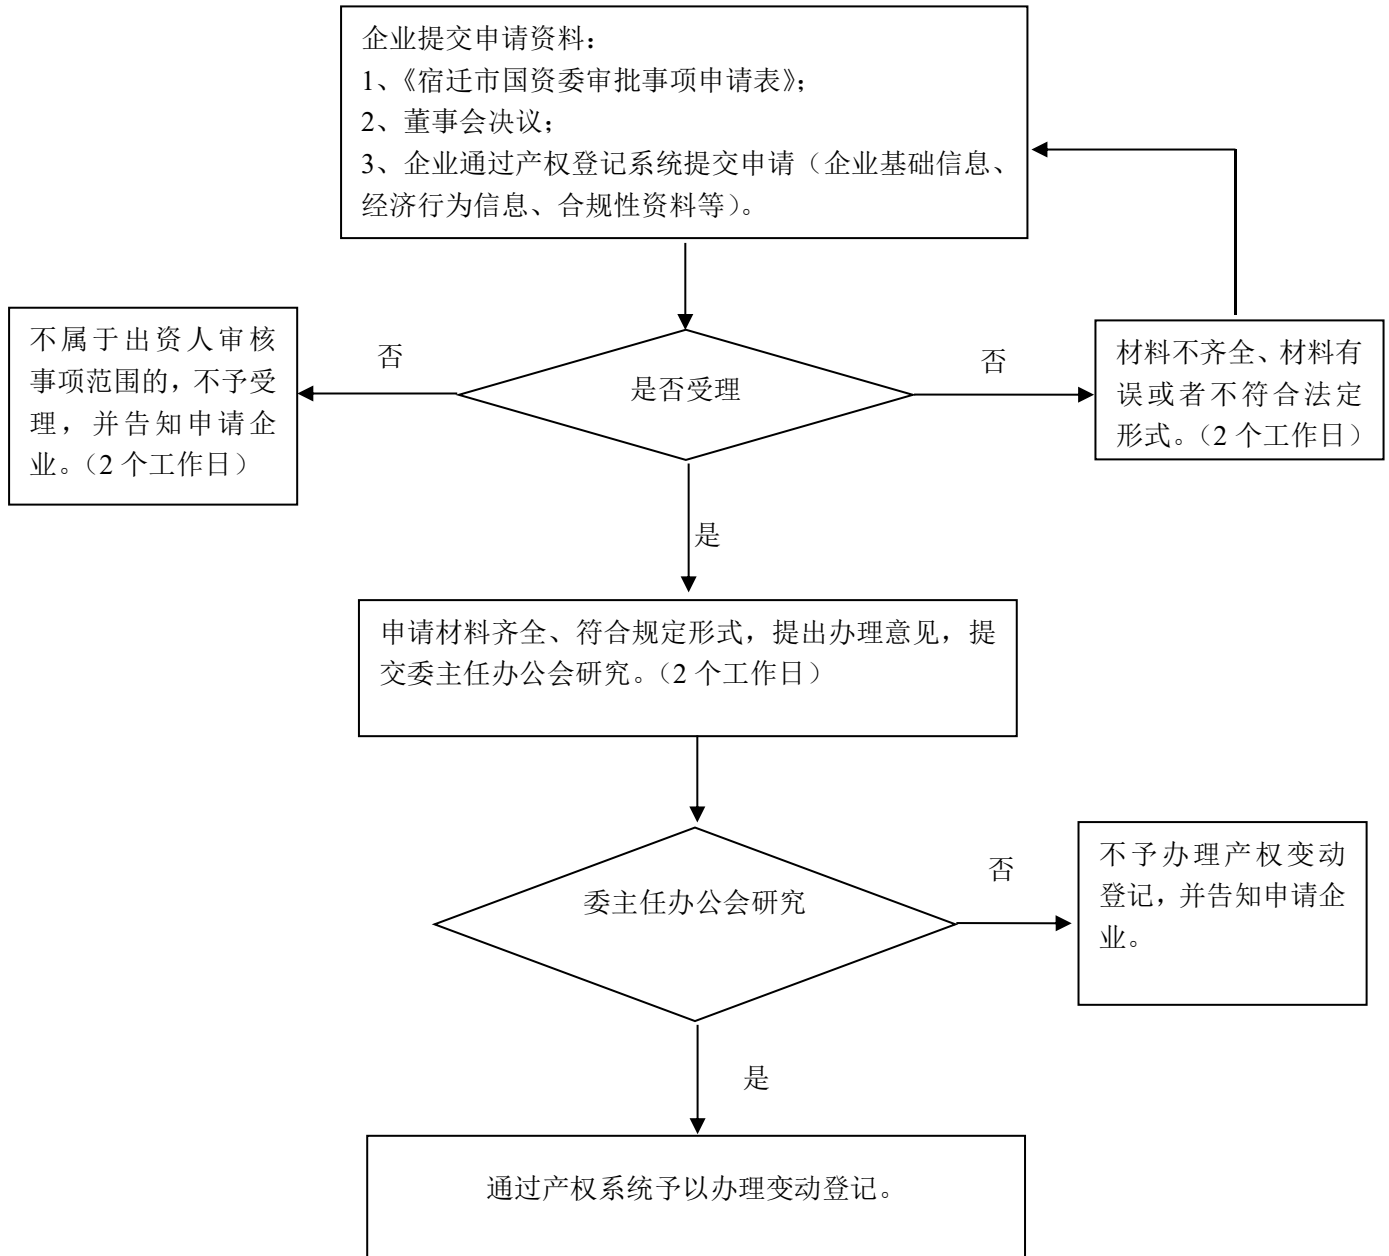 企业提交申请资料：
1、《宿迁市国资委审批事项申请表》；
2、董事会决议；
3、企业通过产权登记系统提交申请（企业基础信息、
经济行为信息、合规性资料等）。
不属于出资人审核
事项范围的，不予受
理，并告知申请企
业。（2 个工作日）
否
是否受理
否
材料不齐全、材料有
误或者不符合法定
形式。（2 个工作日）
是
申请材料齐全、符合规定形式，提出办理意见，提
交委主任办公会研究。（2 个工作日）
委主任办公会研究
否
不予办理产权变动
登记，并告知申请企
业。
是
通过产权系统予以办理变动登记。